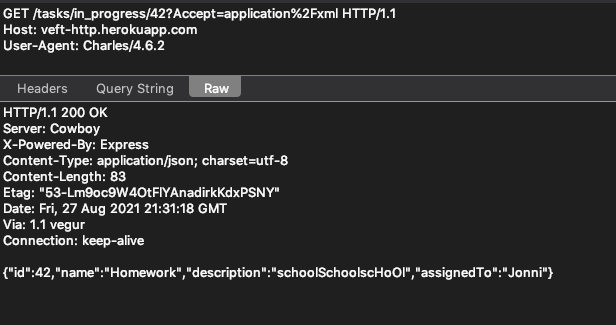 GET /tasks/in_progress/42?Accept=application%2Fxml HTTP/1.1
Host: veft-http.herokuapp.com
User-Agent: Charles/4.6.2
Headers Query String Raw
HTTP/1.1 200 OK
Server: Cowboy
X-Powered-By: Express
Content-Type: application/json; charset=utf-8
Content-Length: 83
Etag: "53-Lm9oc9W4OtFlYAnadirkKdxPSNY"
Date: Fri, 27 Aug 2021 21:31:18 GMT
Via: 1.1 vegur
Connection: keep-alive
{"id":42,"name":"Homework","description":"schoolSchoolscHoOl","assignedTo":"Jonni"}